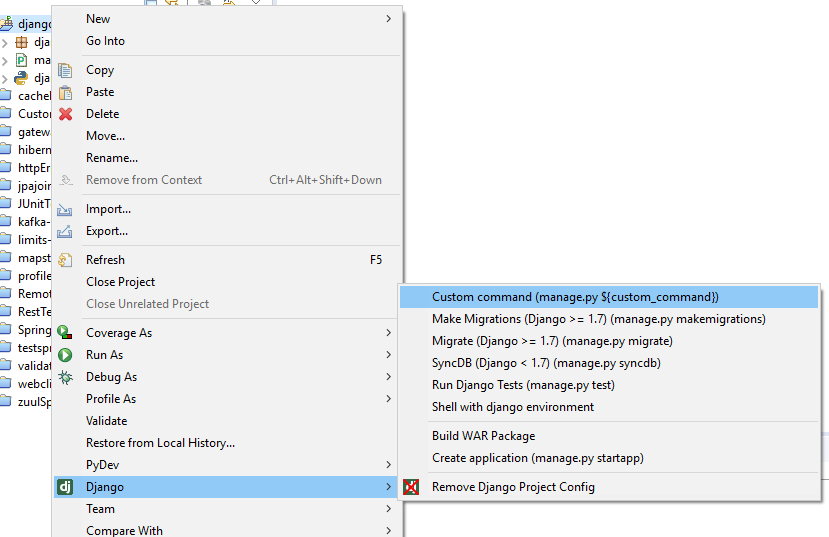 New
Go Into
Copy
Paste
Delete
Move...
Rename...
Remove from Context Ctrl+Alt+Shift+Down
Import...
Export...
Refresh F5
Close Project
Close Unrelated Project
Coverage As
Run As
Debug As
Profile As
Validate
Restore from Local History...
PyDev
Django
Team
Compare With
Custom command (manage.py ${custom_command})
Make Migrations (Django >= 1.7) (manage.py makemigrations)
Migrate (Django >= 1.7) (manage.py migrate)
SyncDB (Django < 1.7) (manage.py syncdb)
Run Django Tests (manage.py test)
Shell with django environment
Build WAR Package
Create application (manage.py startapp)
Remove Django Project Config
django
dja
ma
dja
cache
Custo
gatew
hibern
httpEr
jpajoin
JUnitT
kafka-
limits-
mapst
profile
Remot
RestTe
Spring
testspr
validat
webcli
zuulSp